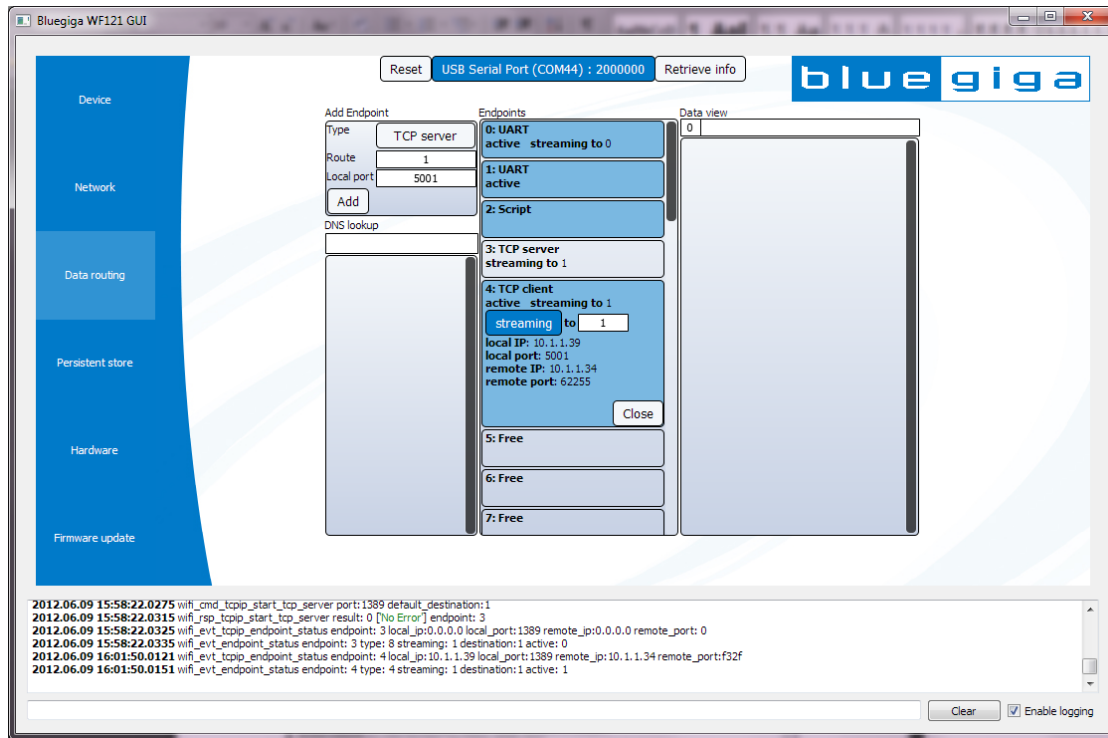 Bluegiga WF121 GUI
Reset USB Serial Port (COM44) : 2000000 Retrieve info
bluegiga
Device
Network
Data routing
Persistent store
Hardware
Firmware update
Add Endpoint
Type TCP server
Route 1
Local port 5001
Add
DNS lookup
Endpoints
0: UART
active streaming to 0
1: UART
active
2: Script
3: TCP server
streaming to 1
4: TCP client
active streaming to 1
streaming to 1
local IP: 10.1.1.39
local port: 5001
remote IP: 10.1.1.34
remote port: 62255
Close
5: Free
6: Free
7: Free
Data view
0
2012.06.09 15:58:22.0275 wifi_cmd_tcpip_start_tcp_server port:1389 default_destination:1
2012.06.09 15:58:22.0315 wifi_rsp_tcpip_start_tcp_server result: 0 ['No Error'] endpoint: 3
2012.06.09 15:58:22.0325 wifi_evt_tcpip_endpoint_status endpoint: 3 local_ip:0.0.0.0 local_port:1389 remote_ip:0.0.0.0 remote_port: 0
2012.06.09 15:58:22.0335 wifi_evt_endpoint_status endpoint: 3 type: 8 streaming: 1 destination:1 active: 0
2012.06.09 16:01:50.0121 wifi_evt_tcpip_endpoint_status endpoint: 4 local_ip:10.1.1.39 local_port:1389 remote_ip:10.1.1.34 remote_port:f32f
2012.06.09 16:01:50.0151 wifi_evt_endpoint_status endpoint: 4 type: 4 streaming: 1 destination:1 active: 1
Clear Enable logging